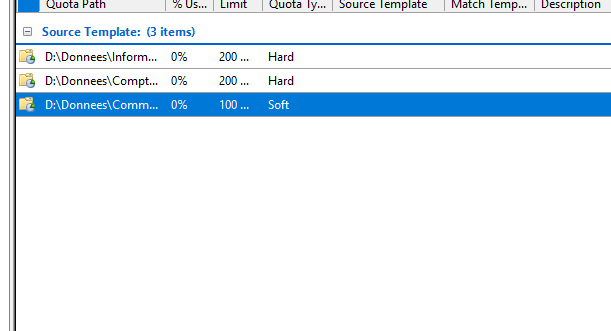 Quota Path % Us... Limit Quota Ty... Source Template Match Temp... Description
Source Template: (3 items)
D:\Donnees\Inform... 0% 200 ... Hard
D:\Donnees\Compt... 0% 200 ... Hard
D:\Donnees\Comm... 0% 100 ... Soft